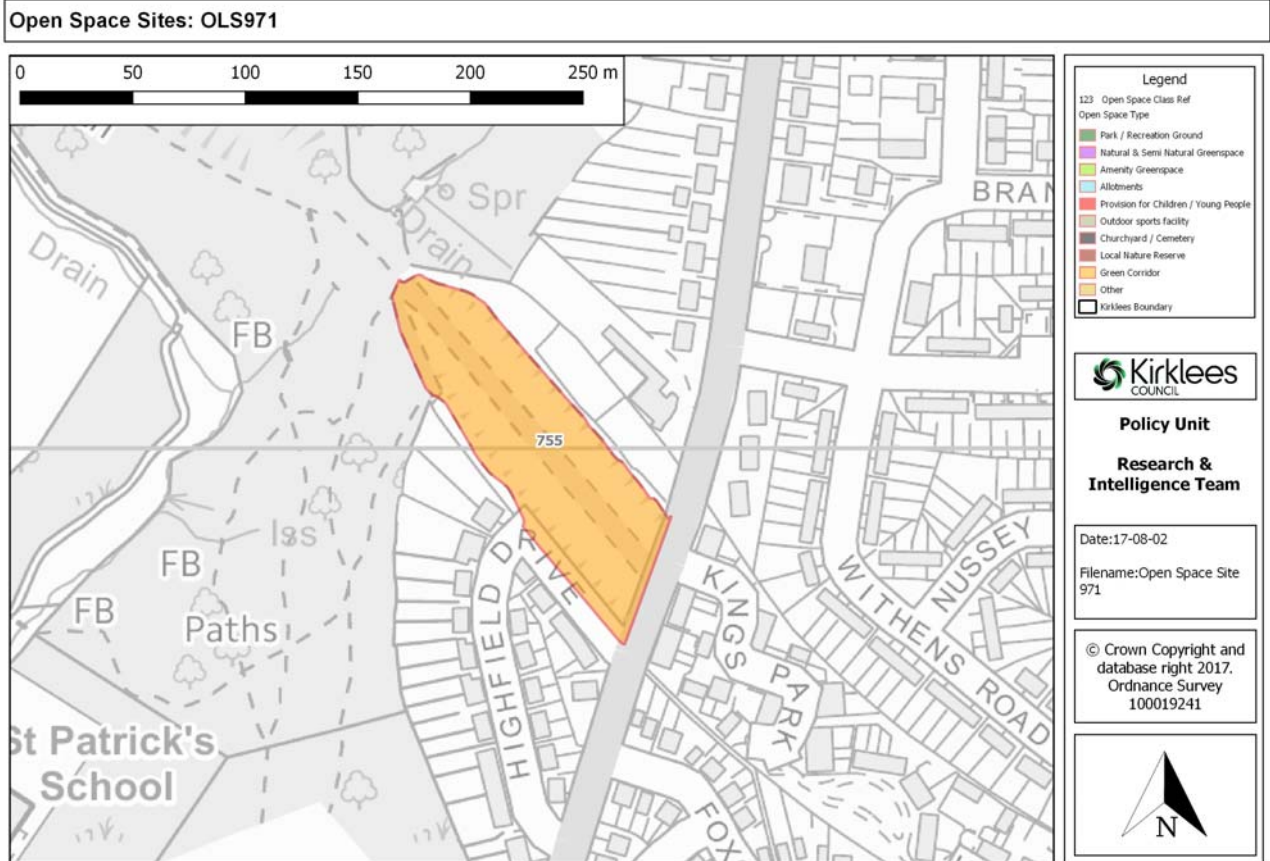 Open Space Sites: OLS971
0 50 100 150 200 250 m
Spr
Drain
Drain
BRAN
FB
755
Iss
FB
FB
Paths
HIGHFIELD DRIVE
KINGS PARK
WITHENS ROAD
NUSSEY
St Patrick's
School
FOX
Legend
123 Open Space Class Ref
Open Space Type
Park / Recreation Ground
Natural & Semi Natural Greenspace
Amenity Greenspace
Allotments
Provision for Children / Young People
Outdoor sports facility
Churchyard / Cemetery
Local Nature Reserve
Green Corridor
Other
Kirklees Boundary
Kirklees
COUNCIL
Policy Unit
Research &
Intelligence Team
Date:17-08-02
Filename:Open Space Site
971
© Crown Copyright and
database right 2017.
Ordnance Survey
100019241
N